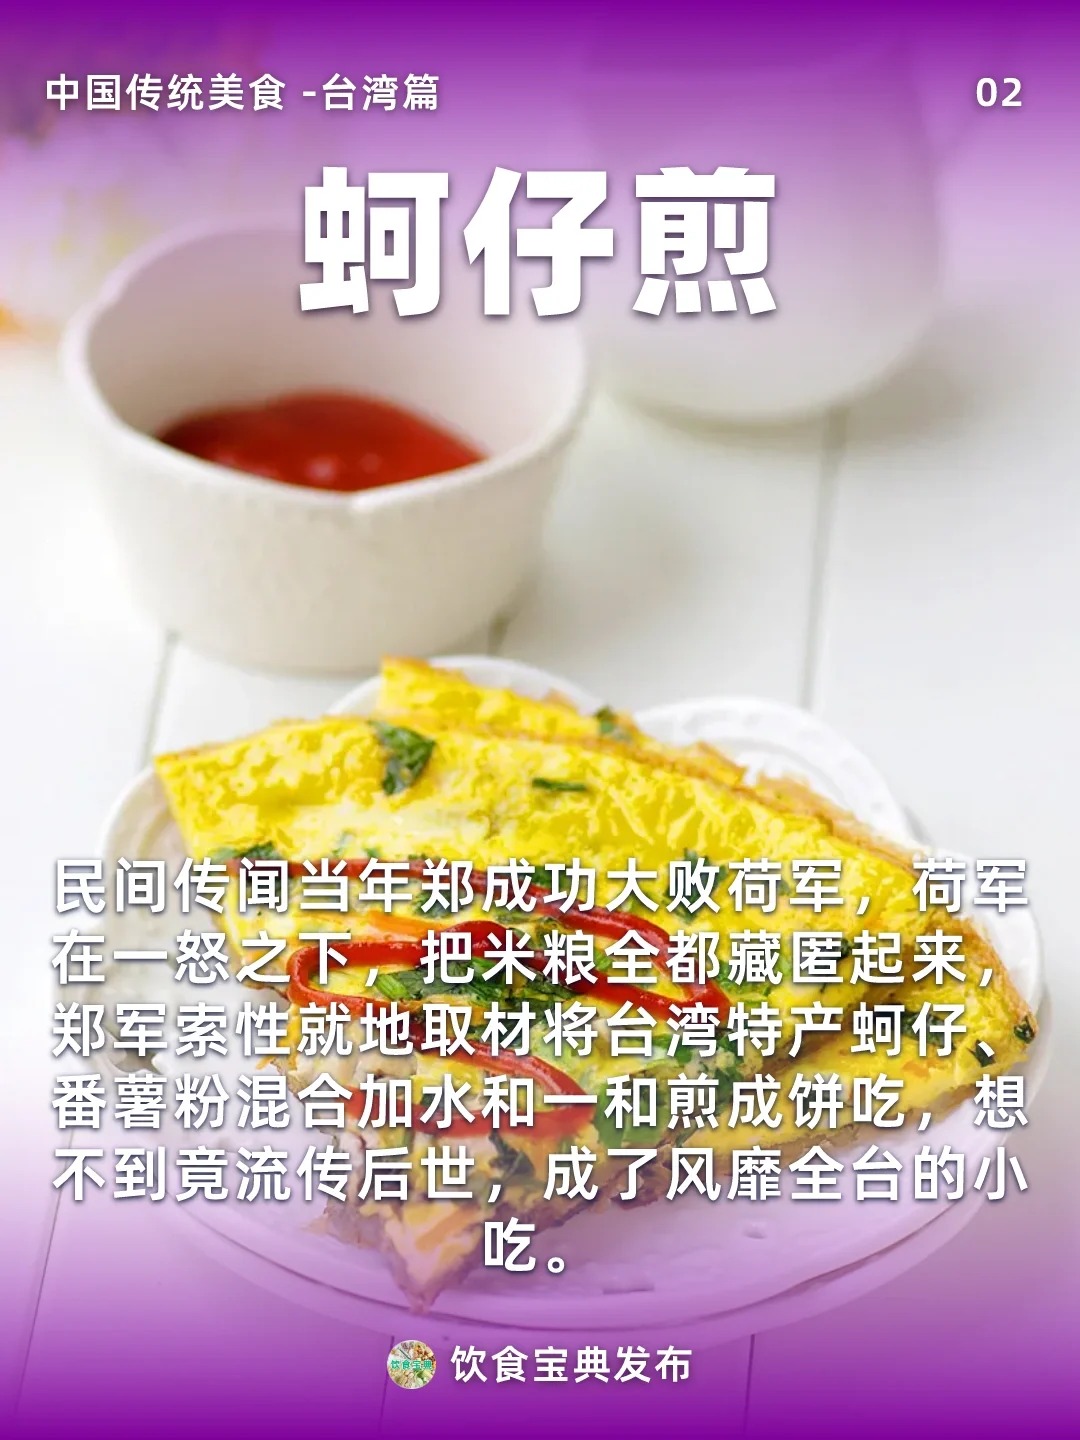 中国传统美食 -台湾篇
02
蚵仔煎
民间传闻当年郑成功大败荷军，荷军
在一怒之下，把米粮全都藏匿起来，
郑军索性就地取材将台湾特产蚵仔、
番薯粉混合加水和一和煎成饼吃，想
不到竟流传后世，成了风靡全台的小
吃。
饮食宝典
饮食宝典发布